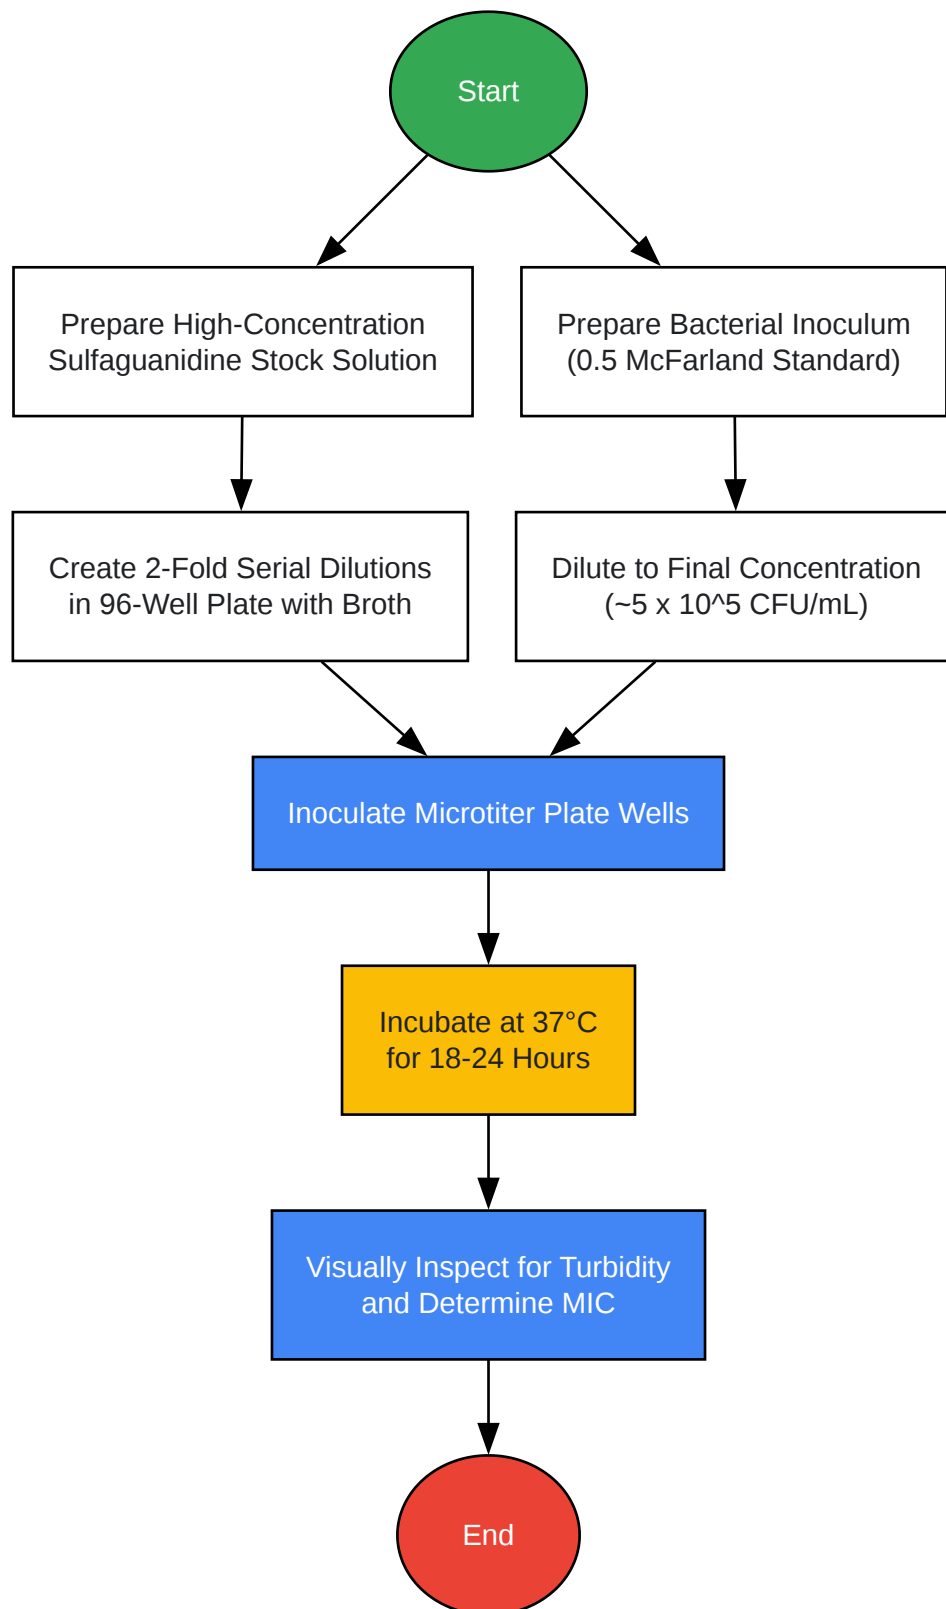 Start
Prepare High-Concentration
Sulfaguanidine Stock Solution
Prepare Bacterial Inoculum
(0.5 McFarland Standard)
Create 2-Fold Serial Dilutions
in 96-Well Plate with Broth
Dilute to Final Concentration
(~5 x 10^5 CFU/mL)
Inoculate Microtiter Plate Wells
Incubate at 37°C
for 18-24 Hours
Visually Inspect for Turbidity
and Determine MIC
End